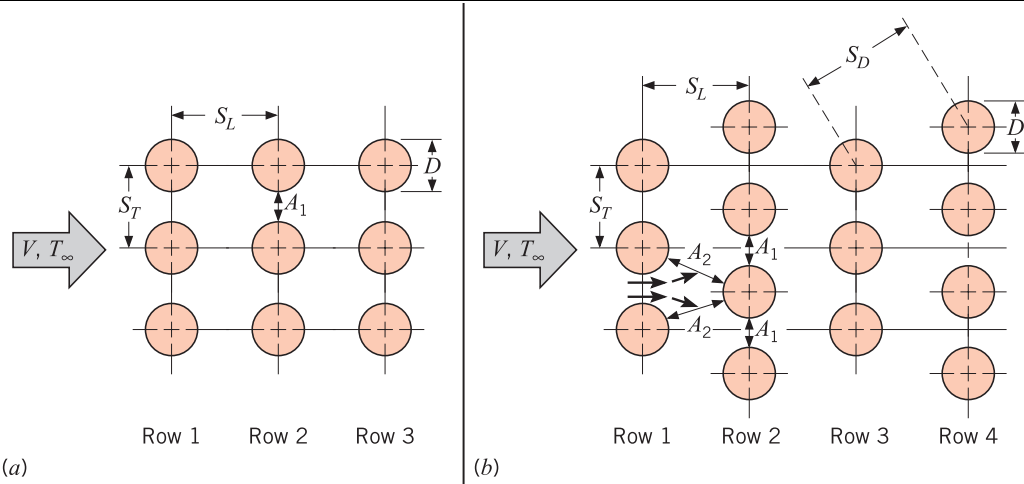 S_L
D
S_T
A_1
V, T_∞
Row 1 Row 2 Row 3
(a)
S_D
S_L
D
S_T
A_2 A_1
V, T_∞
A_2 A_1
Row 1 Row 2 Row 3 Row 4
(b)